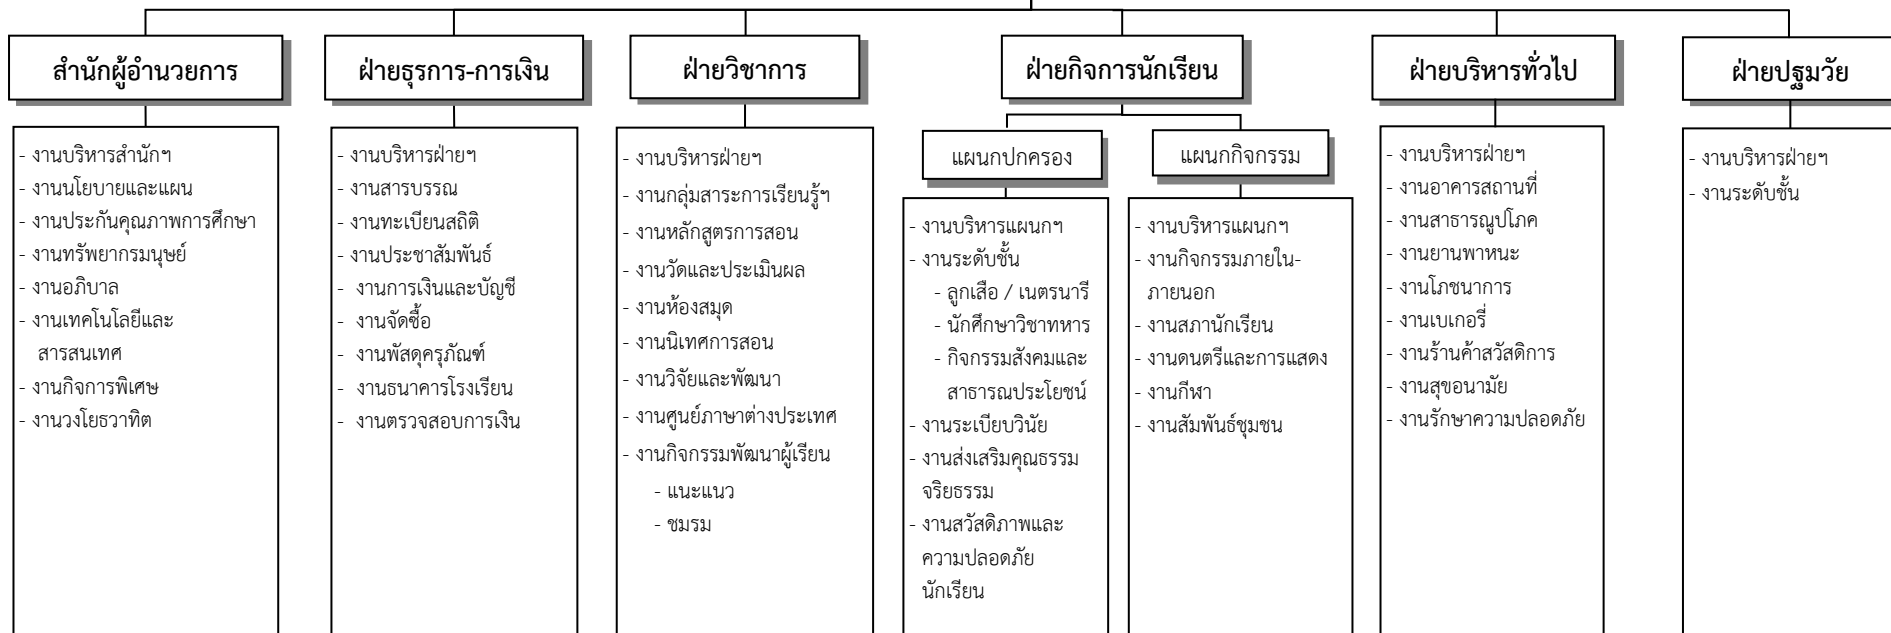 สำนักผู้อำนวยการ
- งานบริหารสำนักฯ
- งานนโยบายและแผน
- งานประกันคุณภาพการศึกษา
- งานทรัพยากรมนุษย์
- งานอภิบาล
- งานเทคโนโลยีและ
สารสนเทศ
- งานกิจการพิเศษ
- งานวงโยธวาทิต
ฝ่ายธุรการ-การเงิน
- งานบริหารฝ่ายฯ
- งานสารบรรณ
- งานทะเบียนสถิติ
- งานประชาสัมพันธ์
- งานการเงินและบัญชี
- งานจัดซื้อ
- งานพัสดุครุภัณฑ์
- งานธนาคารโรงเรียน
- งานตรวจสอบการเงิน
ฝ่ายวิชาการ
- งานบริหารฝ่ายฯ
- งานกลุ่มสาระการเรียนรู้ฯ
- งานหลักสูตรการสอน
- งานวัดและประเมินผล
- งานห้องสมุด
- งานนิเทศการสอน
- งานวิจัยและพัฒนา
- งานศูนย์ภาษาต่างประเทศ
- งานกิจกรรมพัฒนาผู้เรียน
- แนะแนว
- ชมรม
ฝ่ายกิจการนักเรียน
แผนกปกครอง
- งานบริหารแผนกฯ
- งานระดับชั้น
- ลูกเสือ / เนตรนารี
- นักศึกษาวิชาทหาร
- กิจกรรมสังคมและ
สาธารณประโยชน์
- งานระเบียบวินัย
- งานส่งเสริมคุณธรรม
จริยธรรม
- งานสวัสดิภาพและ
ความปลอดภัย
นักเรียน
แผนกกิจกรรม
- งานบริหารแผนกฯ
- งานกิจกรรมภายใน-
ภายนอก
- งานสภานักเรียน
- งานดนตรีและการแสดง
- งานกีฬา
- งานสัมพันธ์ชุมชน
ฝ่ายบริหารทั่วไป
- งานบริหารฝ่ายฯ
- งานอาคารสถานที่
- งานสาธารณูปโภค
- งานยานพาหนะ
- งานโภชนาการ
- งานเบเกอรี่
- งานร้านค้าสวัสดิการ
- งานสุขอนามัย
- งานรักษาความปลอดภัย
ฝ่ายปฐมวัย
- งานบริหารฝ่ายฯ
- งานระดับชั้น